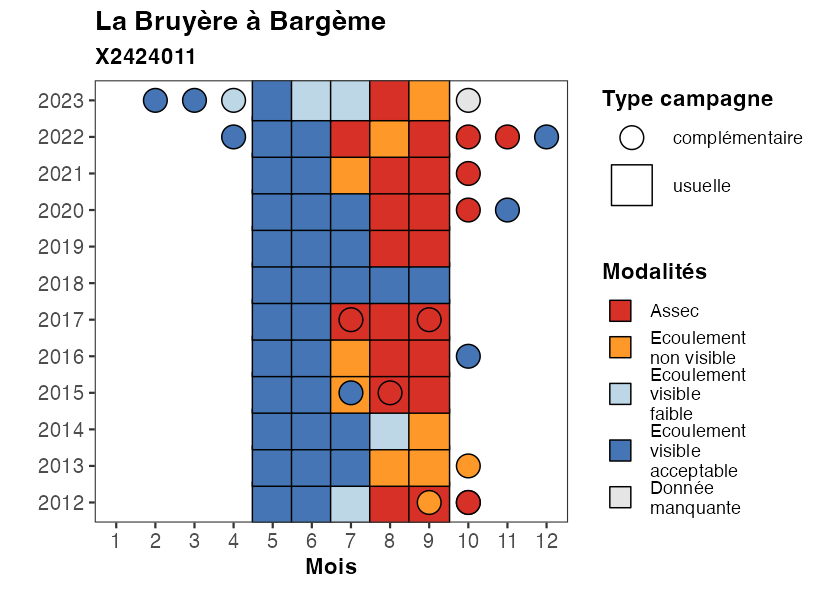 La Bruyère à Bargème
X2424011
2023
2022
2021
2020
2019
2018
2017
2016
2015
2014
2013
2012
1 2 3 4 5 6 7 8 9 10 11 12
Mois
Type campagne
complémentaire
usuelle
Modalités
Assec
Ecoulement
non visible
Ecoulement
visible
faible
Ecoulement
visible
acceptable
Donnée
manquante